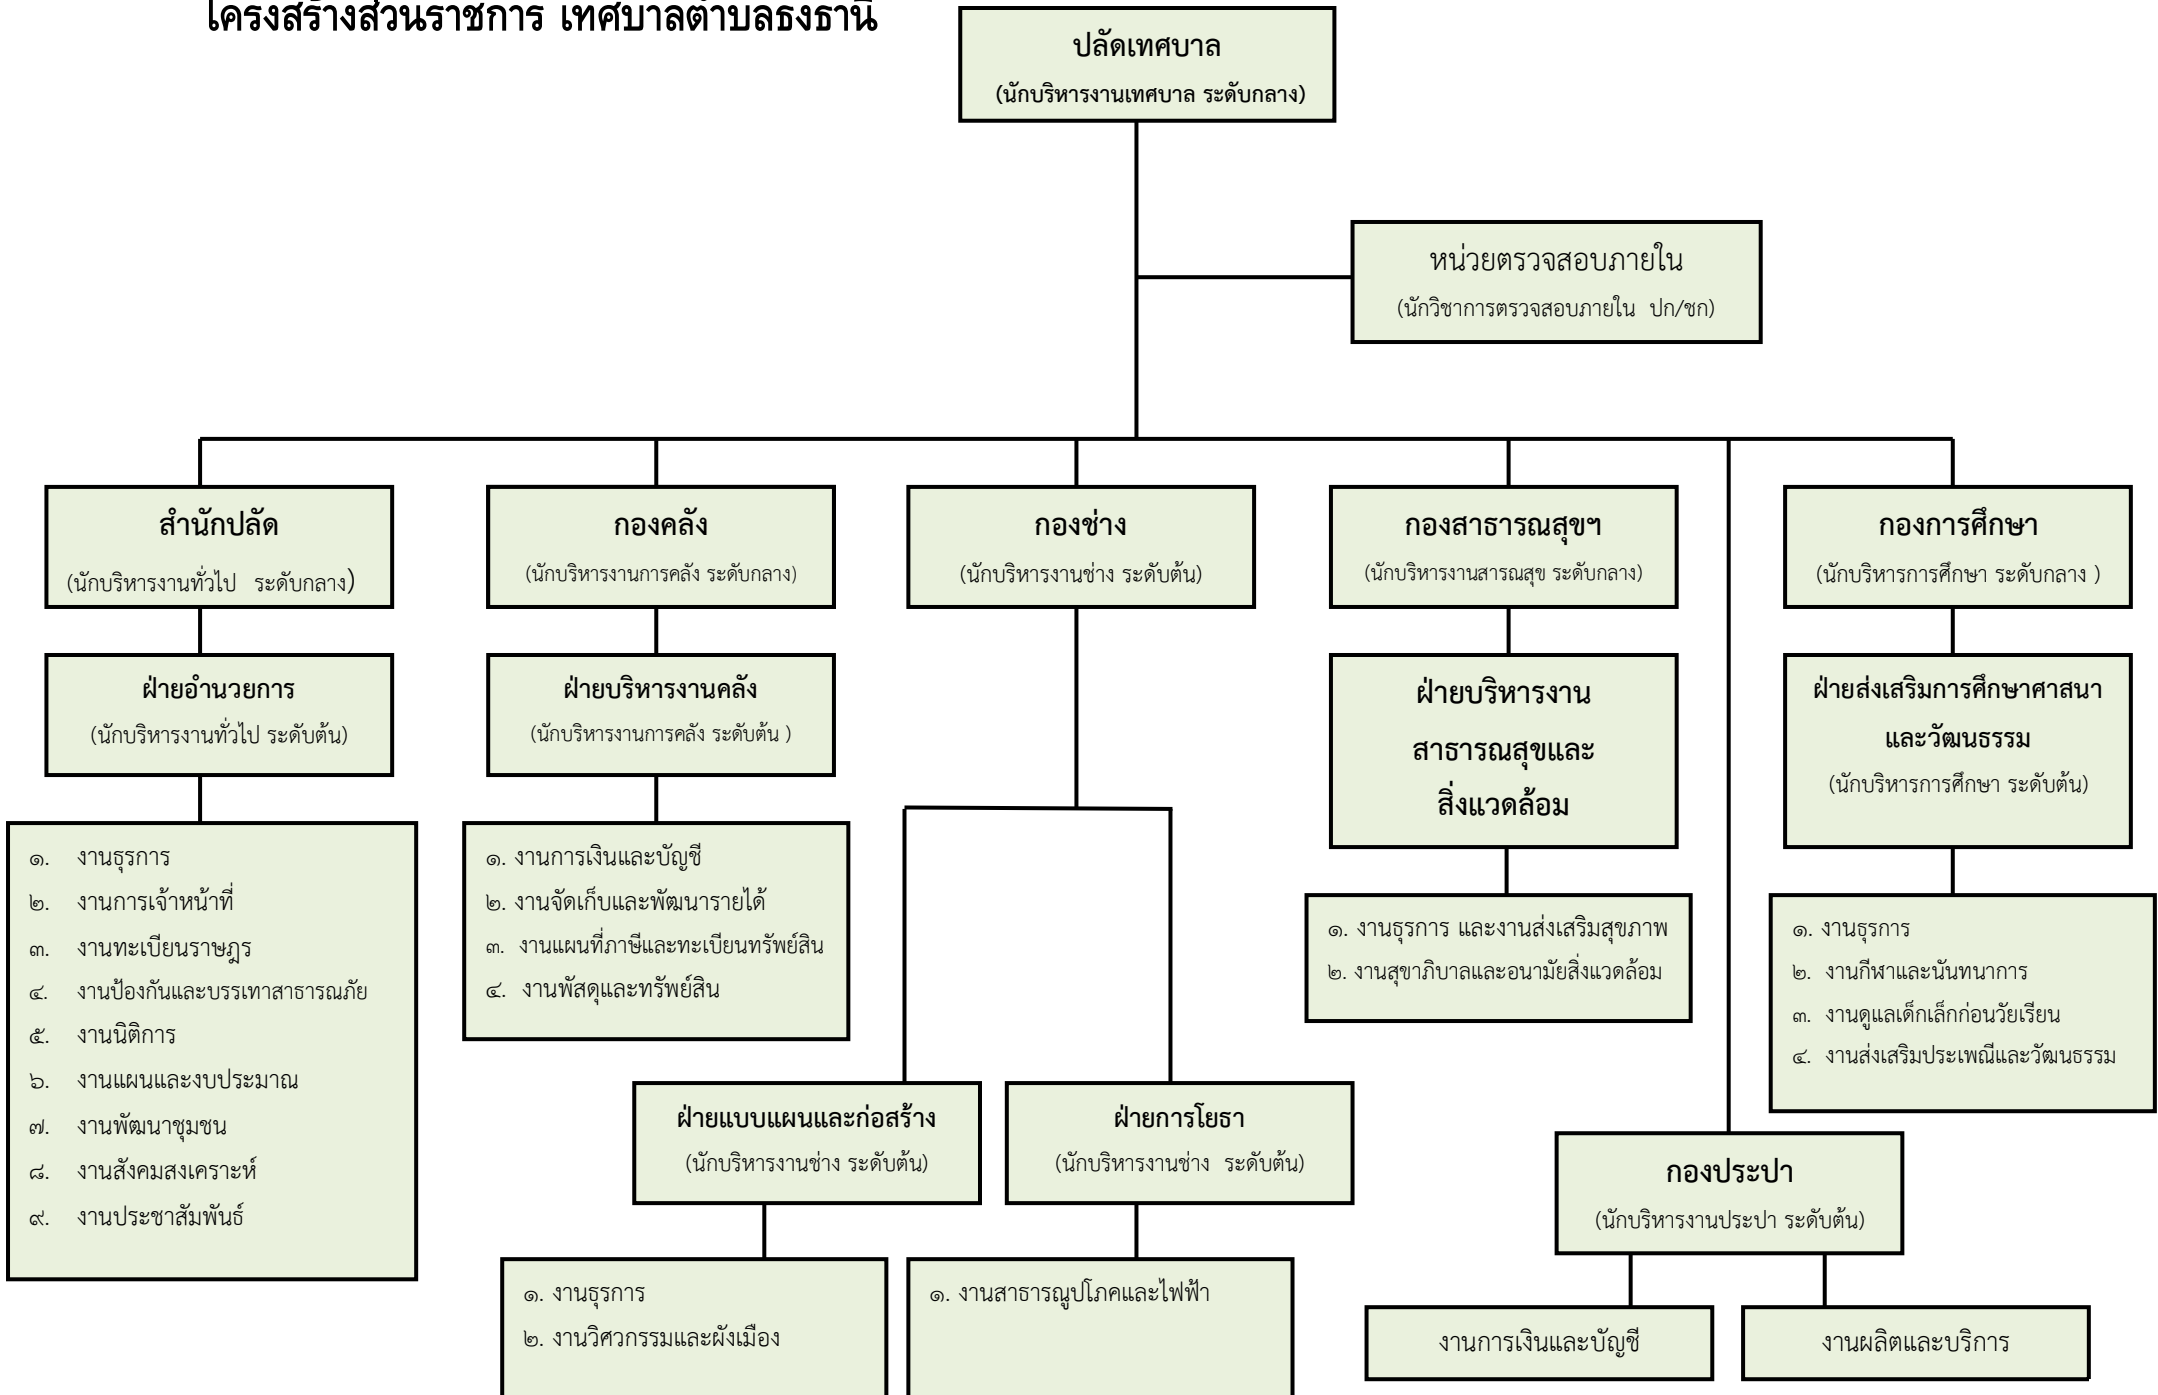 โครงสร้างส่วนราชการ เทศบาลตำบลธงธานี
ปลัดเทศบาล
(นักบริหารงานเทศบาล ระดับกลาง)
หน่วยตรวจสอบภายใน
(นักวิชาการตรวจสอบภายใน ปก/ชก)
สำนักปลัด
(นักบริหารงานทั่วไป ระดับกลาง)
กองคลัง
(นักบริหารงานการคลัง ระดับกลาง)
กองช่าง
(นักบริหารงานช่าง ระดับต้น)
กองสาธารณสุขฯ
(นักบริหารงานสารณสุข ระดับกลาง)
กองการศึกษา
(นักบริหารการศึกษา ระดับกลาง )
ฝ่ายอำนวยการ
(นักบริหารงานทั่วไป ระดับต้น)
ฝ่ายบริหารงานคลัง
(นักบริหารงานการคลัง ระดับต้น )
ฝ่ายบริหารงาน
สาธารณสุขและ
สิ่งแวดล้อม
ฝ่ายส่งเสริมการศึกษาศาสนา
และวัฒนธรรม
(นักบริหารการศึกษา ระดับต้น)
๑. งานธุรการ
๒. งานการเจ้าหน้าที่
๓. งานทะเบียนราษฎร
๔. งานป้องกันและบรรเทาสาธารณภัย
๕. งานนิติการ
๖. งานแผนและงบประมาณ
๗. งานพัฒนาชุมชน
๘. งานสังคมสงเคราะห์
๙. งานประชาสัมพันธ์
๑. งานการเงินและบัญชี
๒. งานจัดเก็บและพัฒนารายได้
๓. งานแผนที่ภาษีและทะเบียนทรัพย์สิน
๔. งานพัสดุและทรัพย์สิน
๑. งานธุรการ และงานส่งเสริมสุขภาพ
๒. งานสุขาภิบาลและอนามัยสิ่งแวดล้อม
๑. งานธุรการ
๒. งานกีฬาและนันทนาการ
๓. งานดูแลเด็กเล็กก่อนวัยเรียน
๔. งานส่งเสริมประเพณีและวัฒนธรรม
ฝ่ายแบบแผนและก่อสร้าง
(นักบริหารงานช่าง ระดับต้น)
ฝ่ายการโยธา
(นักบริหารงานช่าง ระดับต้น)
กองประปา
(นักบริหารงานประปา ระดับต้น)
๑. งานธุรการ
๒. งานวิศวกรรมและผังเมือง
๑. งานสาธารณูปโภคและไฟฟ้า
งานการเงินและบัญชี
งานผลิตและบริการ